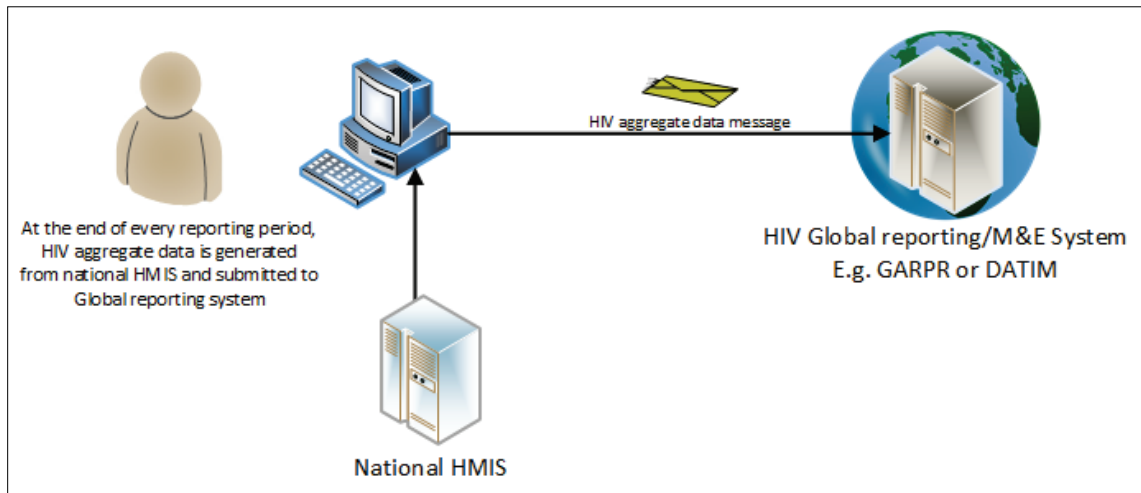 At the end of every reporting period,
HIV aggregate data is generated
from national HMIS and submitted to
Global reporting system
HIV aggregate data message
HIV Global reporting/M&E System
E.g. GARPR or DATIM
National HMIS